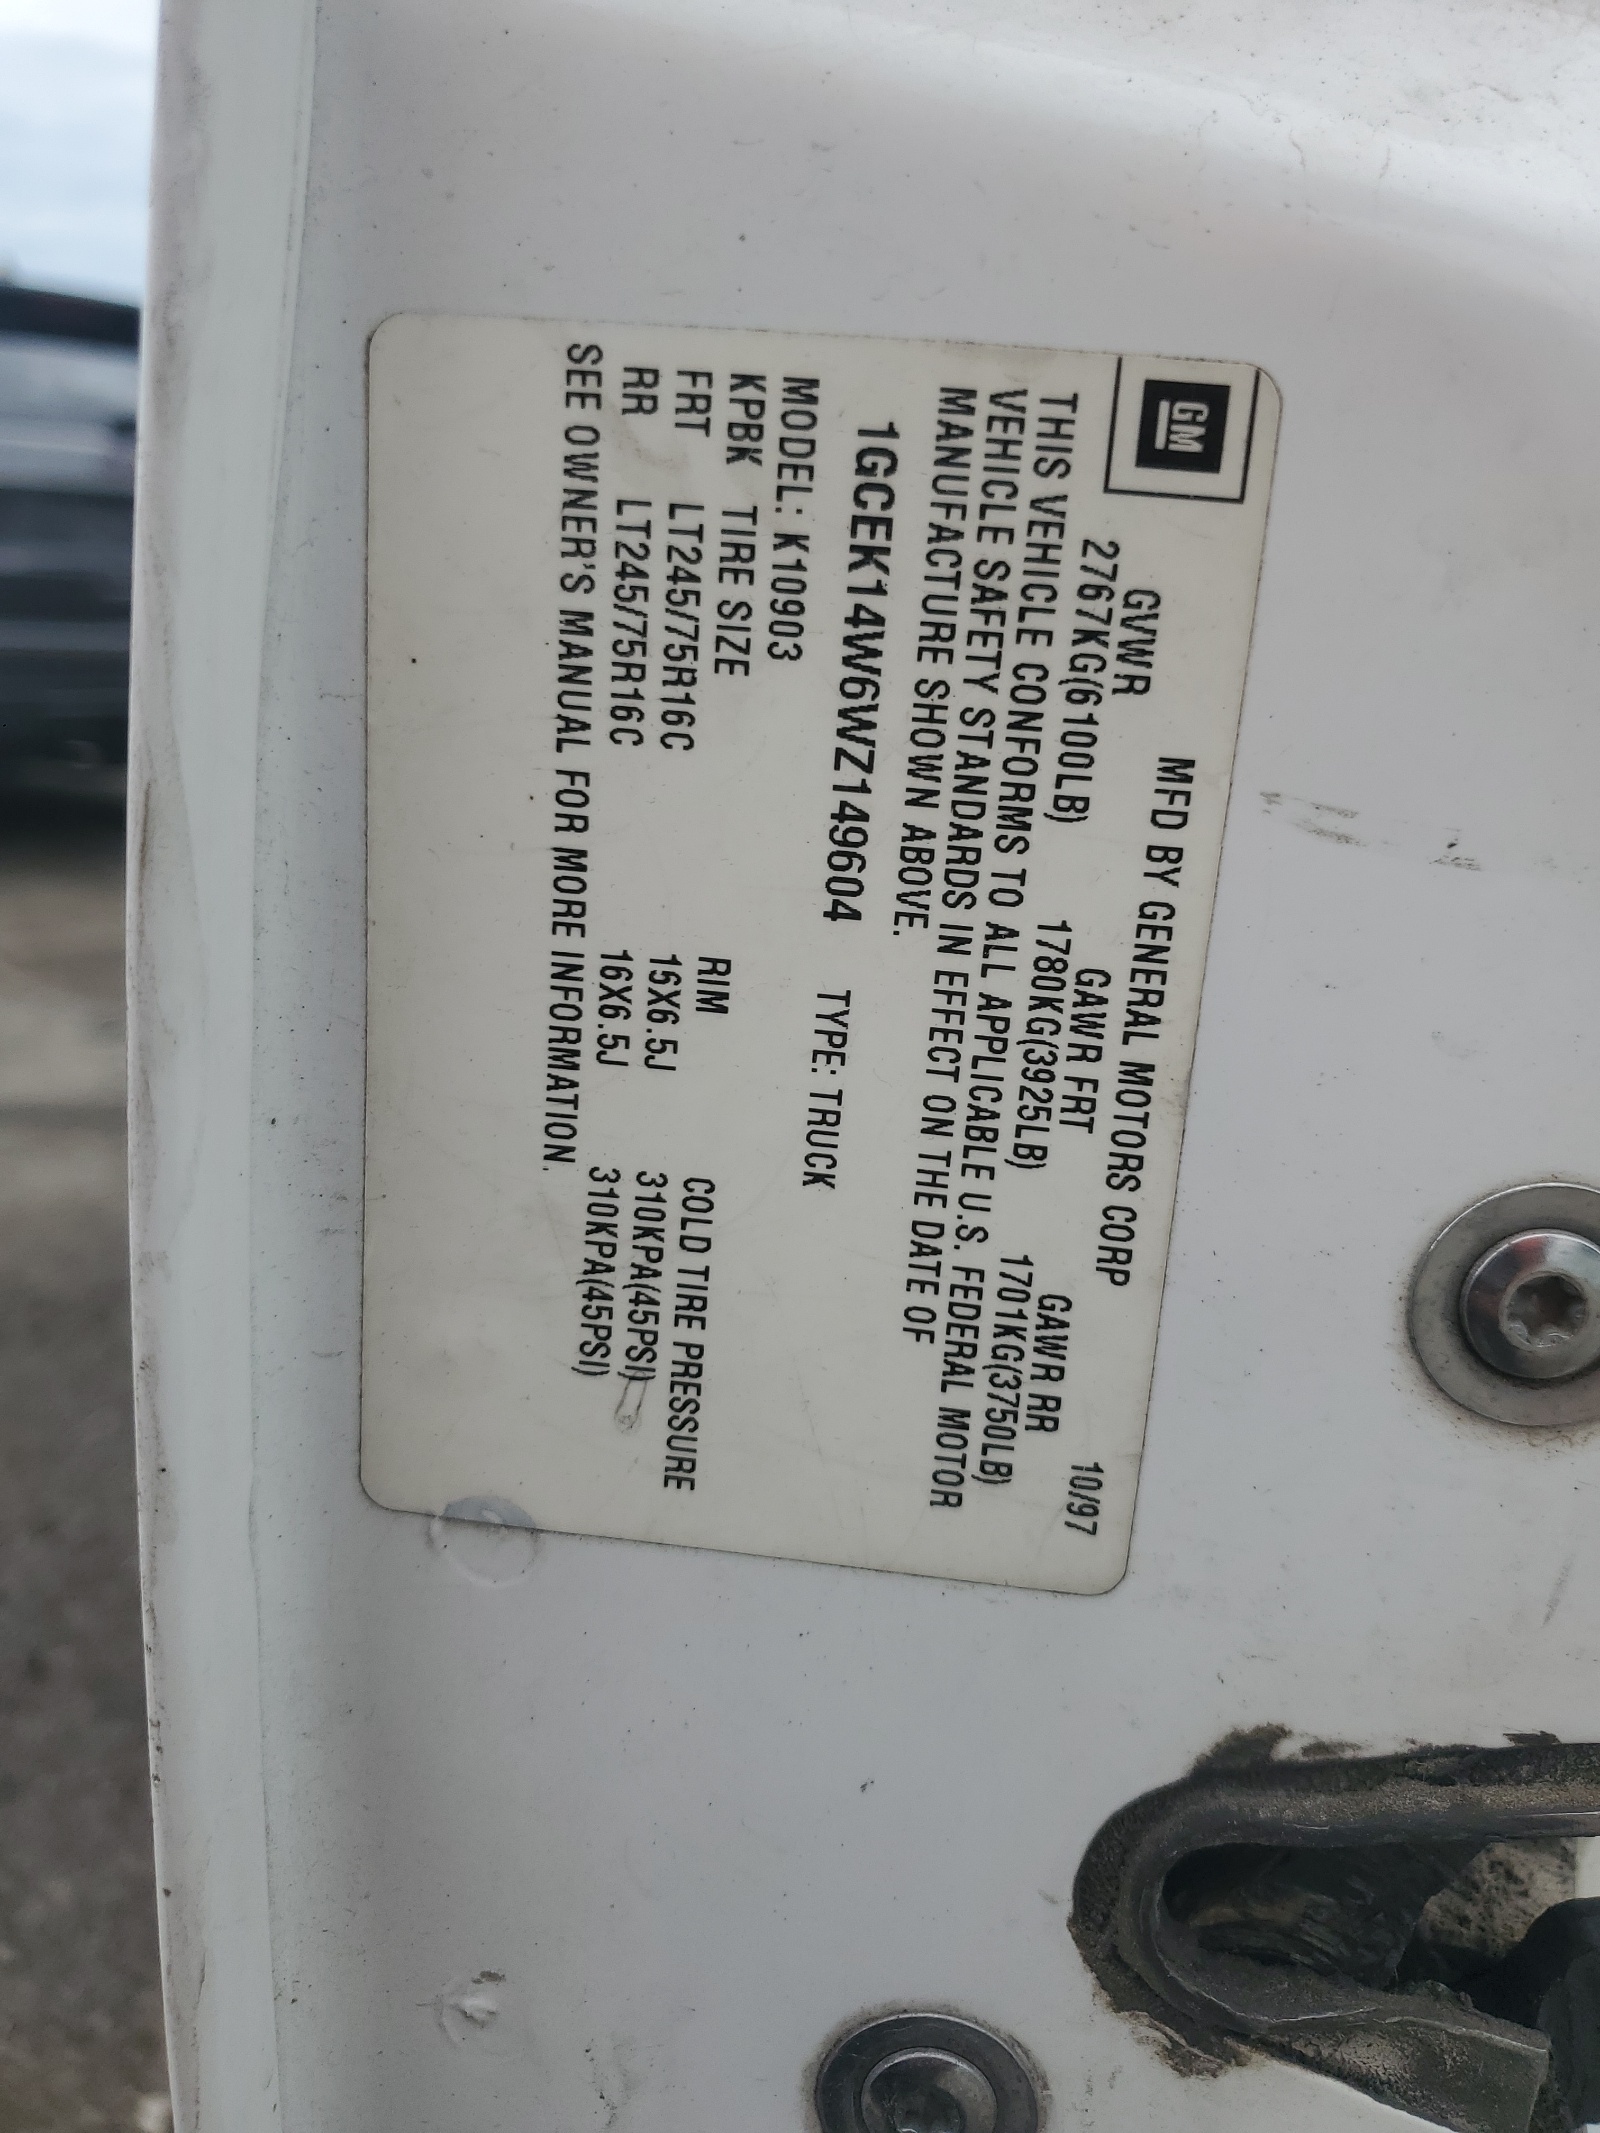 GM
MFD BY GENERAL MOTORS CORP 10/97
GVWR GAWR FRT GAWR RR
2767KG(6100LB) 1780KG(3925LB) 1701KG(3750LB)
THIS VEHICLE CONFORMS TO ALL APPLICABLE U.S. FEDERAL MOTOR
VEHICLE SAFETY STANDARDS IN EFFECT ON THE DATE OF
MANUFACTURE SHOWN ABOVE.
1GCEK14W6WZ149604 TYPE: TRUCK
MODEL: K10903
KPBK TIRE SIZE RIM COLD TIRE PRESSURE
FRT LT245/75R16C 16X6.5J 310KPA(45PSI)
RR LT245/75R16C 16X6.5J 310KPA(45PSI)
SEE OWNER'S MANUAL FOR MORE INFORMATION.